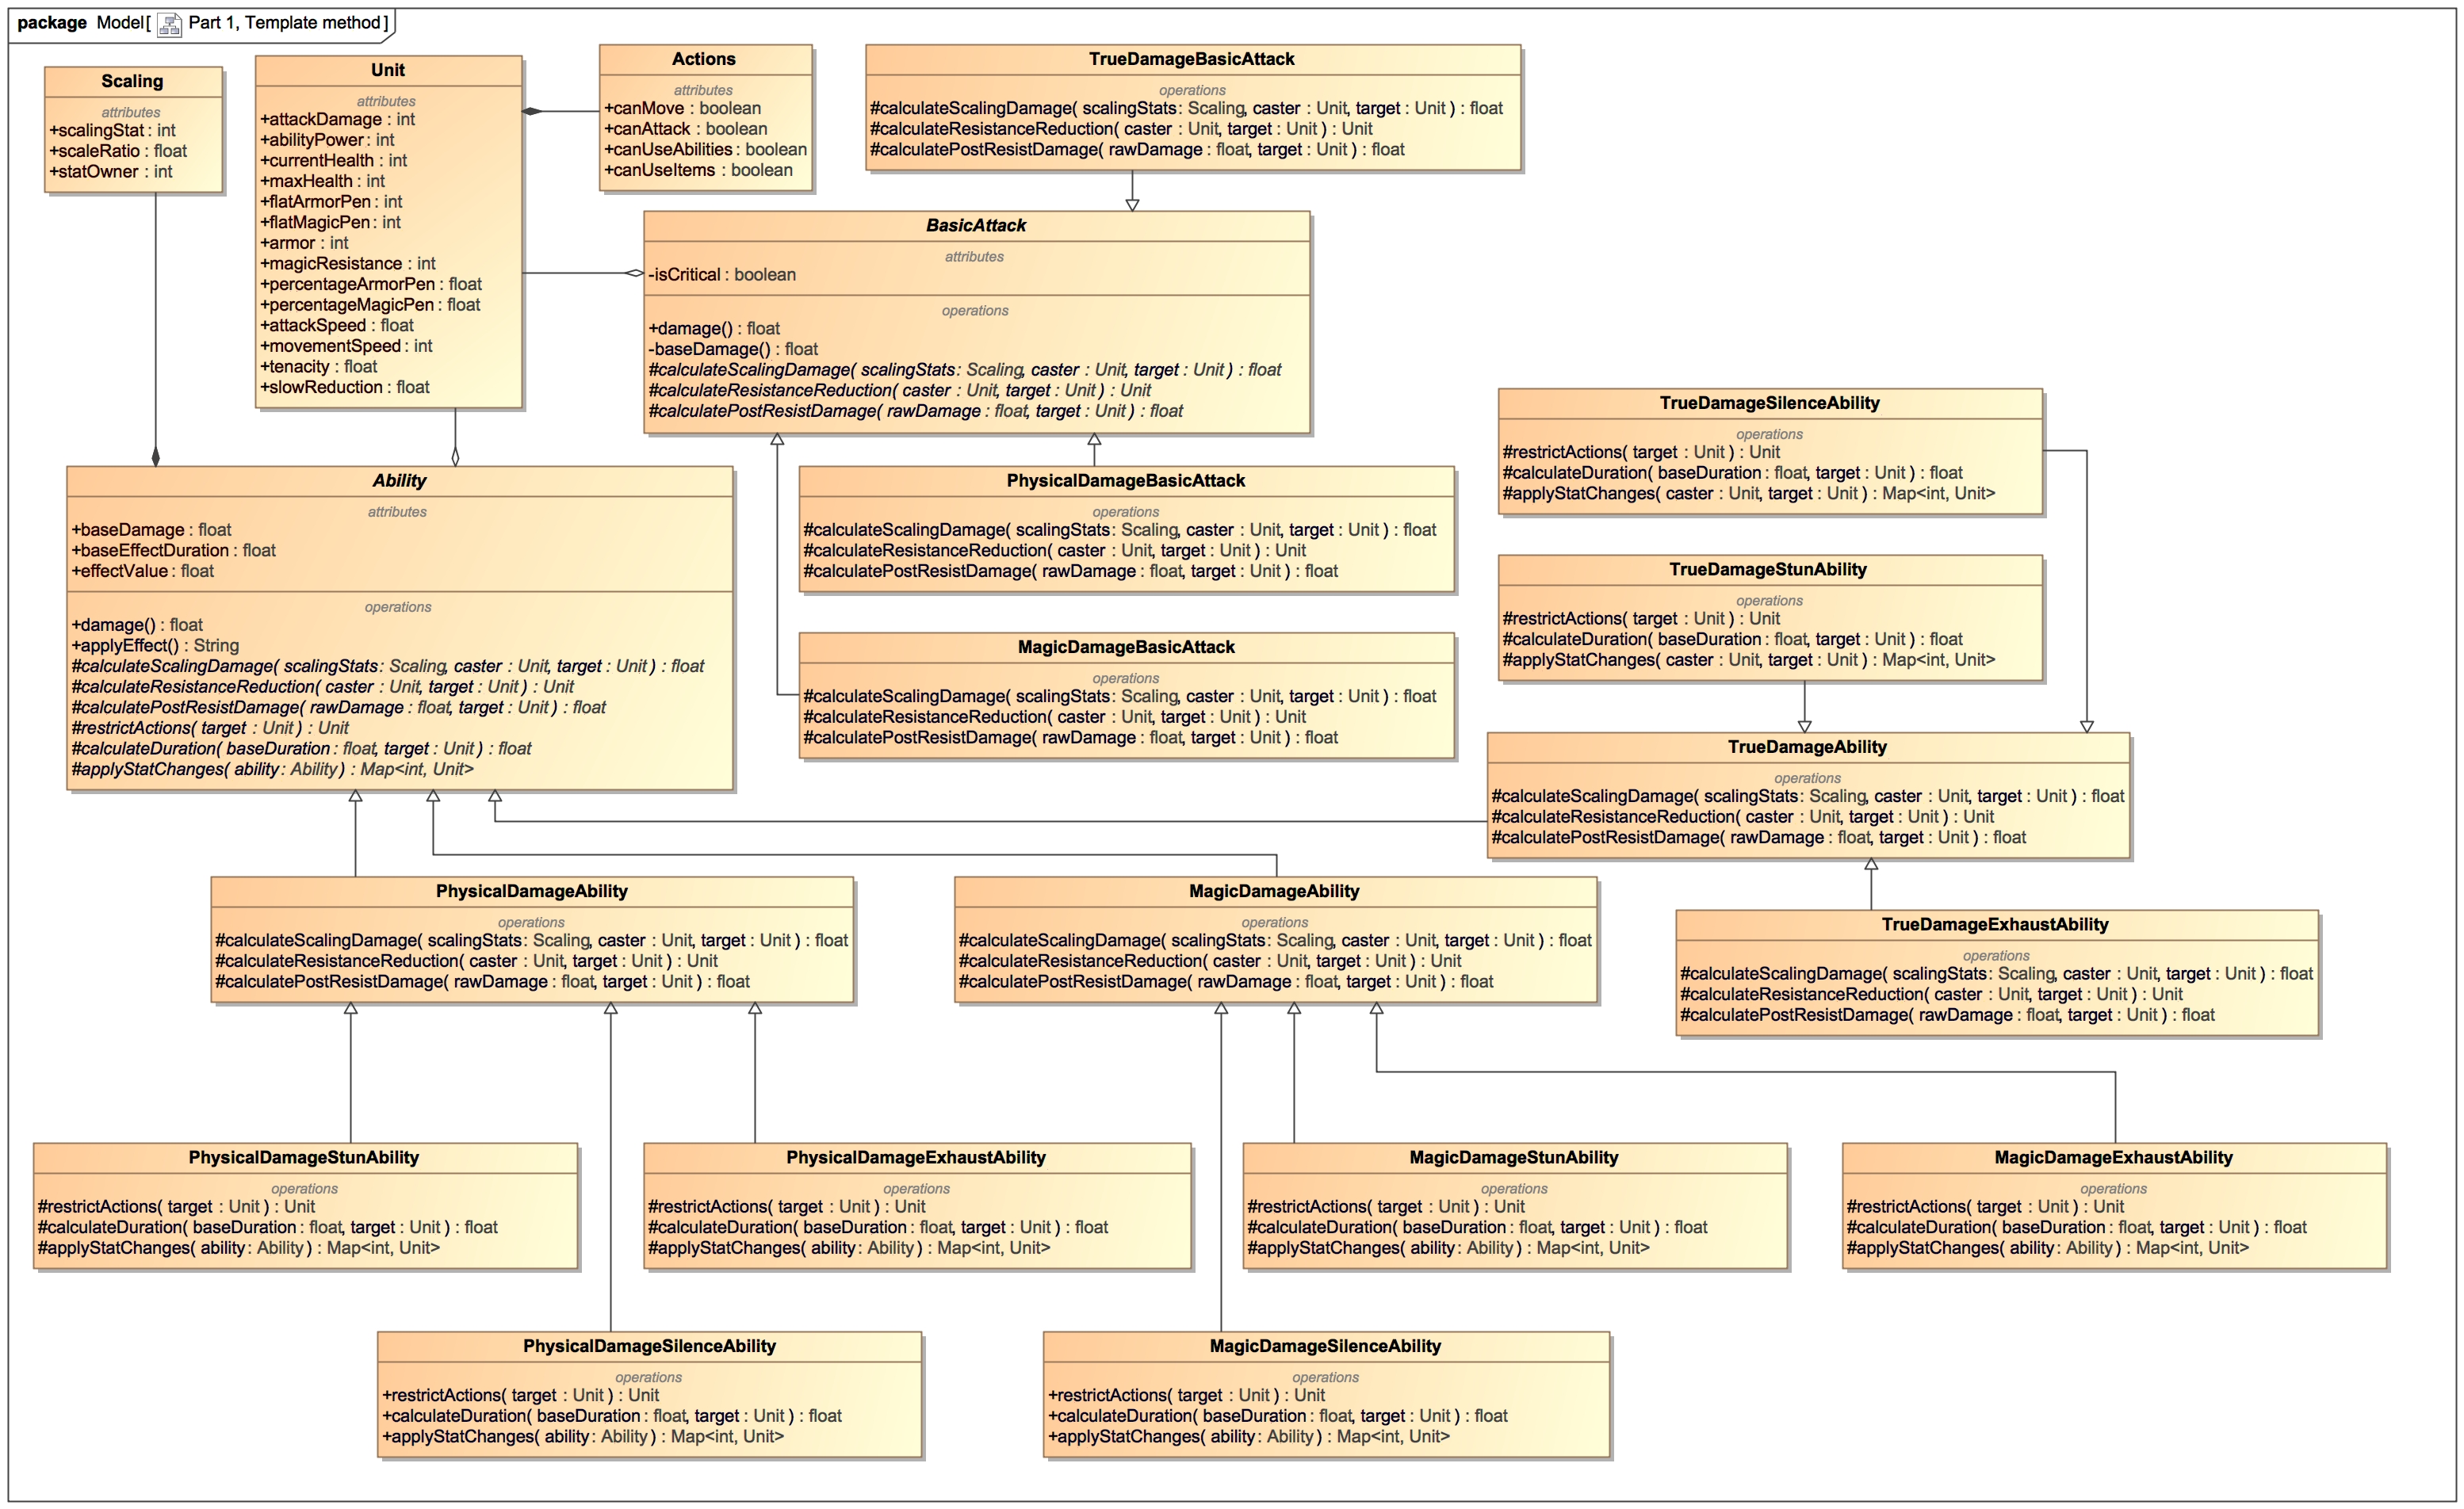 package Model[ Part 1, Template method]
Scaling
attributes
+scalingStat : int
+scaleRatio : float
+statOwner : int
Unit
attributes
+attackDamage : int
+abilityPower : int
+currentHealth : int
+maxHealth : int
+flatArmorPen : int
+flatMagicPen : int
+armor : int
+magicResistance : int
+percentageArmorPen : float
+percentageMagicPen : float
+attackSpeed : float
+movementSpeed : int
+tenacity : float
+slowReduction : float
Actions
attributes
+canMove : boolean
+canAttack : boolean
+canUseAbilities : boolean
+canUseItems : boolean
TrueDamageBasicAttack
operations
#calculateScalingDamage( scalingStats : Scaling, caster : Unit, target : Unit ) : float
#calculateResistanceReduction( caster : Unit, target : Unit ) : Unit
#calculatePostResistDamage( rawDamage : float, target : Unit ) : float
BasicAttack
attributes
-isCritical : boolean
operations
+damage() : float
-baseDamage() : float
#calculateScalingDamage( scalingStats : Scaling, caster : Unit, target : Unit ) : float
#calculateResistanceReduction( caster : Unit, target : Unit ) : Unit
#calculatePostResistDamage( rawDamage : float, target : Unit ) : float
TrueDamageSilenceAbility
operations
#restrictActions( target : Unit ) : Unit
#calculateDuration( baseDuration : float, target : Unit ) : float
#applyStatChanges( caster : Unit, target : Unit ) : Map<int, Unit>
Ability
attributes
+baseDamage : float
+baseEffectDuration : float
+effectValue : float
operations
+damage() : float
+applyEffect() : String
#calculateScalingDamage( scalingStats : Scaling, caster : Unit, target : Unit ) : float
#calculateResistanceReduction( caster : Unit, target : Unit ) : Unit
#calculatePostResistDamage( rawDamage : float, target : Unit ) : float
#restrictActions( target : Unit ) : Unit
#calculateDuration( baseDuration : float, target : Unit ) : float
#applyStatChanges( ability : Ability ) : Map<int, Unit>
PhysicalDamageBasicAttack
operations
#calculateScalingDamage( scalingStats : Scaling, caster : Unit, target : Unit ) : float
#calculateResistanceReduction( caster : Unit, target : Unit ) : Unit
#calculatePostResistDamage( rawDamage : float, target : Unit ) : float
TrueDamageStunAbility
operations
#restrictActions( target : Unit ) : Unit
#calculateDuration( baseDuration : float, target : Unit ) : float
#applyStatChanges( caster : Unit, target : Unit ) : Map<int, Unit>
MagicDamageBasicAttack
operations
#calculateScalingDamage( scalingStats : Scaling, caster : Unit, target : Unit ) : float
#calculateResistanceReduction( caster : Unit, target : Unit ) : Unit
#calculatePostResistDamage( rawDamage : float, target : Unit ) : float
TrueDamageAbility
operations
#calculateScalingDamage( scalingStats : Scaling, caster : Unit, target : Unit ) : float
#calculateResistanceReduction( caster : Unit, target : Unit ) : Unit
#calculatePostResistDamage( rawDamage : float, target : Unit ) : float
PhysicalDamageAbility
operations
#calculateScalingDamage( scalingStats : Scaling, caster : Unit, target : Unit ) : float
#calculateResistanceReduction( caster : Unit, target : Unit ) : Unit
#calculatePostResistDamage( rawDamage : float, target : Unit ) : float
MagicDamageAbility
operations
#calculateScalingDamage( scalingStats : Scaling, caster : Unit, target : Unit ) : float
#calculateResistanceReduction( caster : Unit, target : Unit ) : Unit
#calculatePostResistDamage( rawDamage : float, target : Unit ) : float
TrueDamageExhaustAbility
operations
#calculateScalingDamage( scalingStats : Scaling, caster : Unit, target : Unit ) : float
#calculateResistanceReduction( caster : Unit, target : Unit ) : Unit
#calculatePostResistDamage( rawDamage : float, target : Unit ) : float
PhysicalDamageStunAbility
operations
#restrictActions( target : Unit ) : Unit
#calculateDuration( baseDuration : float, target : Unit ) : float
#applyStatChanges( ability : Ability ) : Map<int, Unit>
PhysicalDamageExhaustAbility
operations
#restrictActions( target : Unit ) : Unit
#calculateDuration( baseDuration : float, target : Unit ) : float
#applyStatChanges( ability : Ability ) : Map<int, Unit>
MagicDamageStunAbility
operations
#restrictActions( target : Unit ) : Unit
#calculateDuration( baseDuration : float, target : Unit ) : float
#applyStatChanges( ability : Ability ) : Map<int, Unit>
MagicDamageExhaustAbility
operations
#restrictActions( target : Unit ) : Unit
#calculateDuration( baseDuration : float, target : Unit ) : float
#applyStatChanges( ability : Ability ) : Map<int, Unit>
PhysicalDamageSilenceAbility
operations
+restrictActions( target : Unit ) : Unit
+calculateDuration( baseDuration : float, target : Unit ) : float
+applyStatChanges( ability : Ability ) : Map<int, Unit>
MagicDamageSilenceAbility
operations
+restrictActions( target : Unit ) : Unit
+calculateDuration( baseDuration : float, target : Unit ) : float
+applyStatChanges( ability : Ability ) : Map<int, Unit>